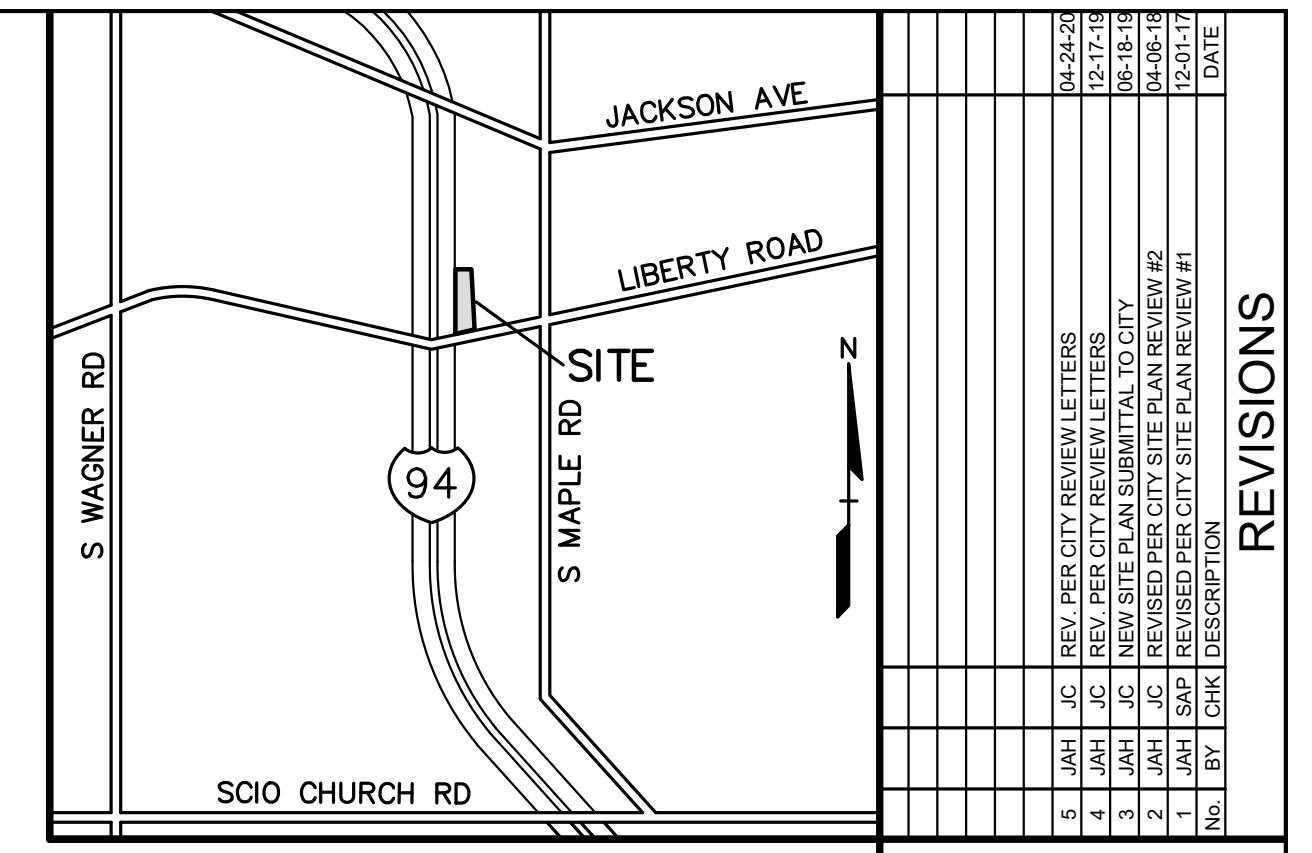 JACKSON AVE
LIBERTY ROAD
SITE
N
S WAGNER RD
94
S MAPLE RD
SCIO CHURCH RD
5 JAH JC REV. PER CITY REVIEW LETTERS 04-24-20
4 JAH JC REV. PER CITY REVIEW LETTERS 12-17-19
3 JAH JC NEW SITE PLAN SUBMITTAL TO CITY 06-18-19
2 JAH JC REVISED PER CITY SITE PLAN REVIEW #2 04-06-18
1 JAH SAP REVISED PER CITY SITE PLAN REVIEW #1 12-01-17
No. BY CHK DESCRIPTION DATE
REVISIONS